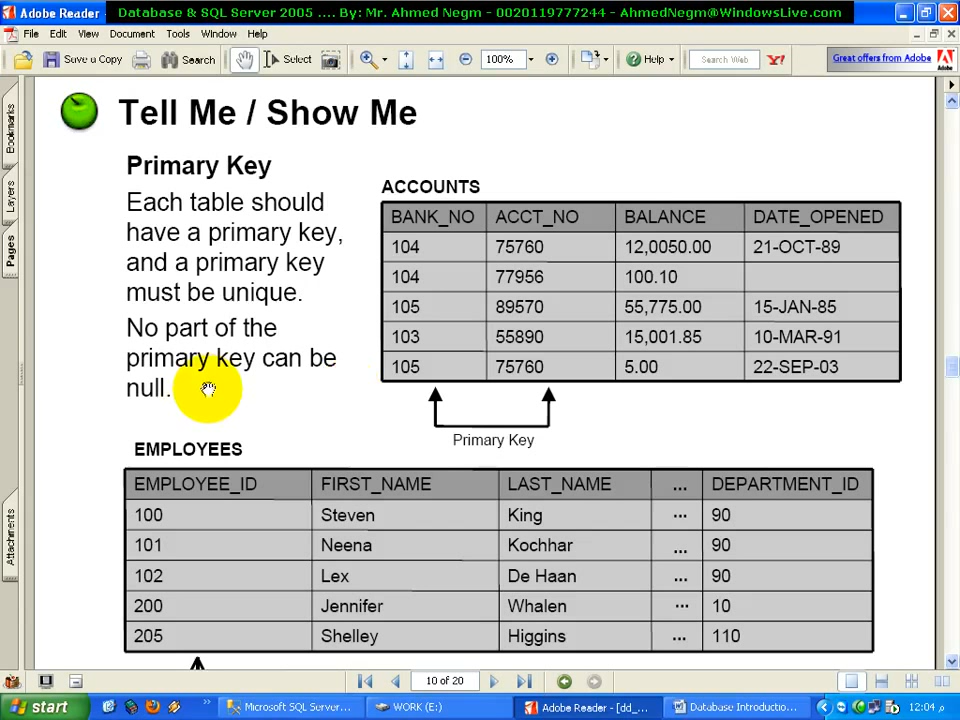 Adobe Reader
Database & SQL Server 2005 .... By: Mr. Ahmed Negm - 0020119777244 - AhmedNegm@WindowsLive.com
File Edit View Document Tools Window Help
Save a Copy Search Select 100% Help Search Web Y! Great offers from Adobe
Bookmarks
Layers
Pages
Attachments
Tell Me / Show Me
Primary Key
Each table should
have a primary key,
and a primary key
must be unique.
No part of the
primary key can be
null.
ACCOUNTS
BANK_NO ACCT_NO BALANCE DATE_OPENED
104 75760 12,0050.00 21-OCT-89
104 77956 100.10
105 89570 55,775.00 15-JAN-85
103 55890 15,001.85 10-MAR-91
105 75760 5.00 22-SEP-03
Primary Key
EMPLOYEES
EMPLOYEE_ID FIRST_NAME LAST_NAME ... DEPARTMENT_ID
100 Steven King ... 90
101 Neena Kochhar ... 90
102 Lex De Haan ... 90
200 Jennifer Whalen ... 10
205 Shelley Higgins ... 110
10 of 20
start Microsoft SQL Server... WORK (E:) Adobe Reader - [dd_... Database Introductio... 12:04 م